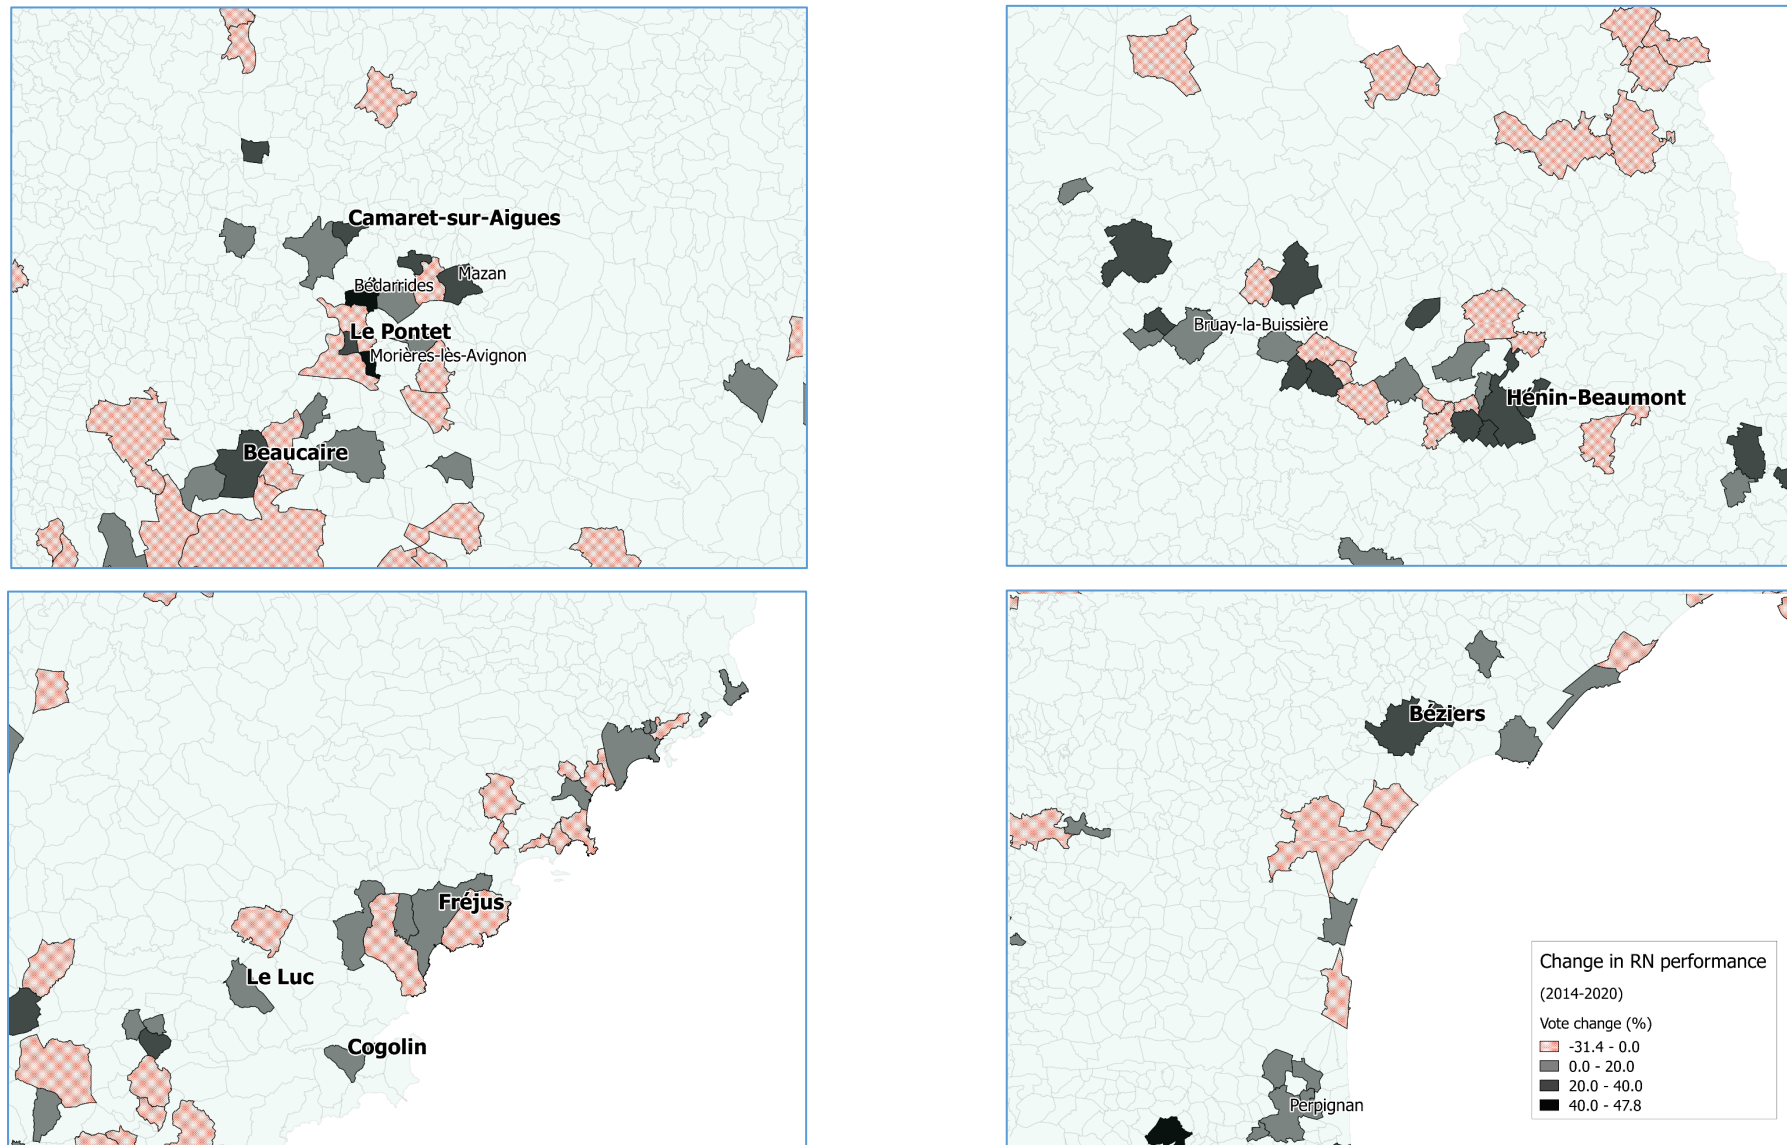 Camaret-sur-Aigues
Mazan
Bédarrides
Le Pontet
Morières-lès-Avignon
Beaucaire
Bruay-la-Buissière
Hénin-Beaumont
Fréjus
Le Luc
Cogolin
Béziers
Perpignan
Change in RN performance
(2014-2020)
Vote change (%)
-31.4 - 0.0
0.0 - 20.0
20.0 - 40.0
40.0 - 47.8